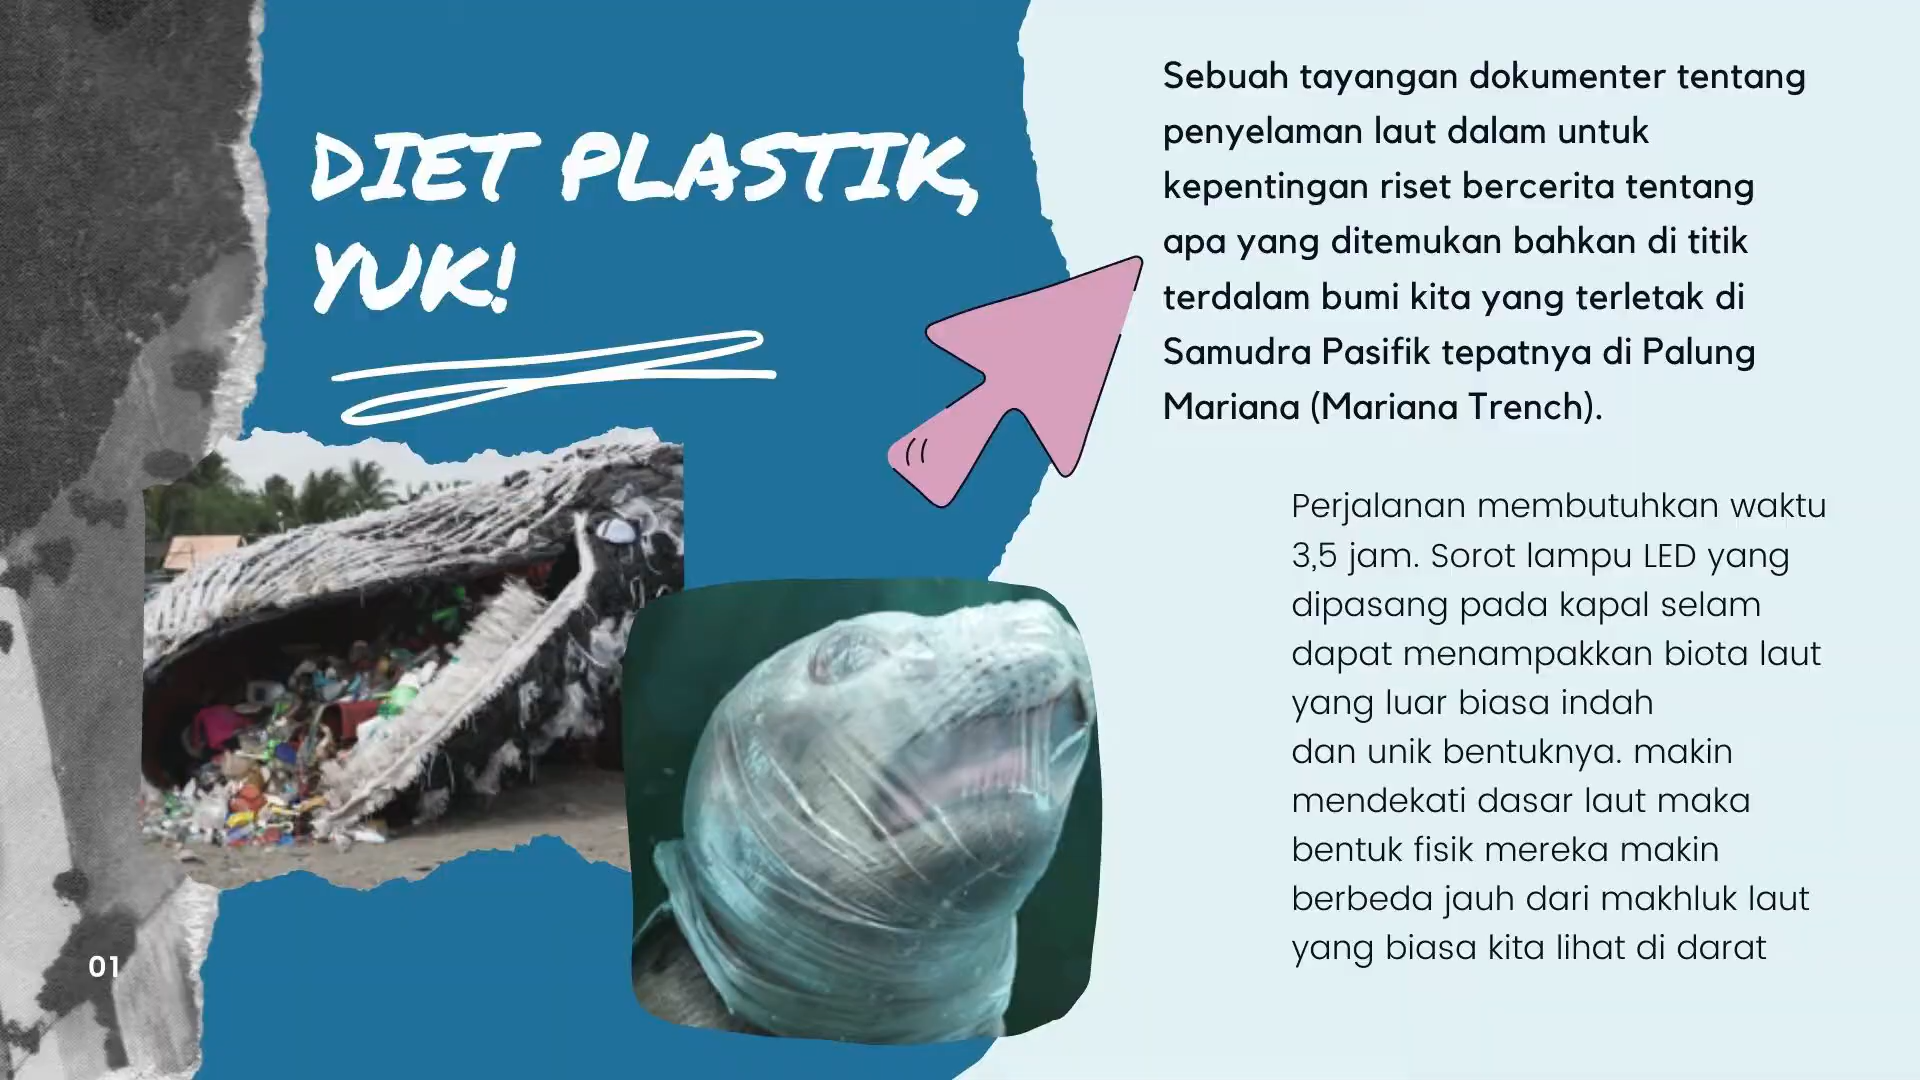 DIET PLASTIK,
YUK!
Sebuah tayangan dokumenter tentang
penyelaman laut dalam untuk
kepentingan riset bercerita tentang
apa yang ditemukan bahkan di titik
terdalam bumi kita yang terletak di
Samudra Pasifik tepatnya di Palung
Mariana (Mariana Trench).
Perjalanan membutuhkan waktu
3,5 jam. Sorot lampu LED yang
dipasang pada kapal selam
dapat menampakkan biota laut
yang luar biasa indah
dan unik bentuknya. makin
mendekati dasar laut maka
bentuk fisik mereka makin
berbeda jauh dari makhluk laut
yang biasa kita lihat di darat
01